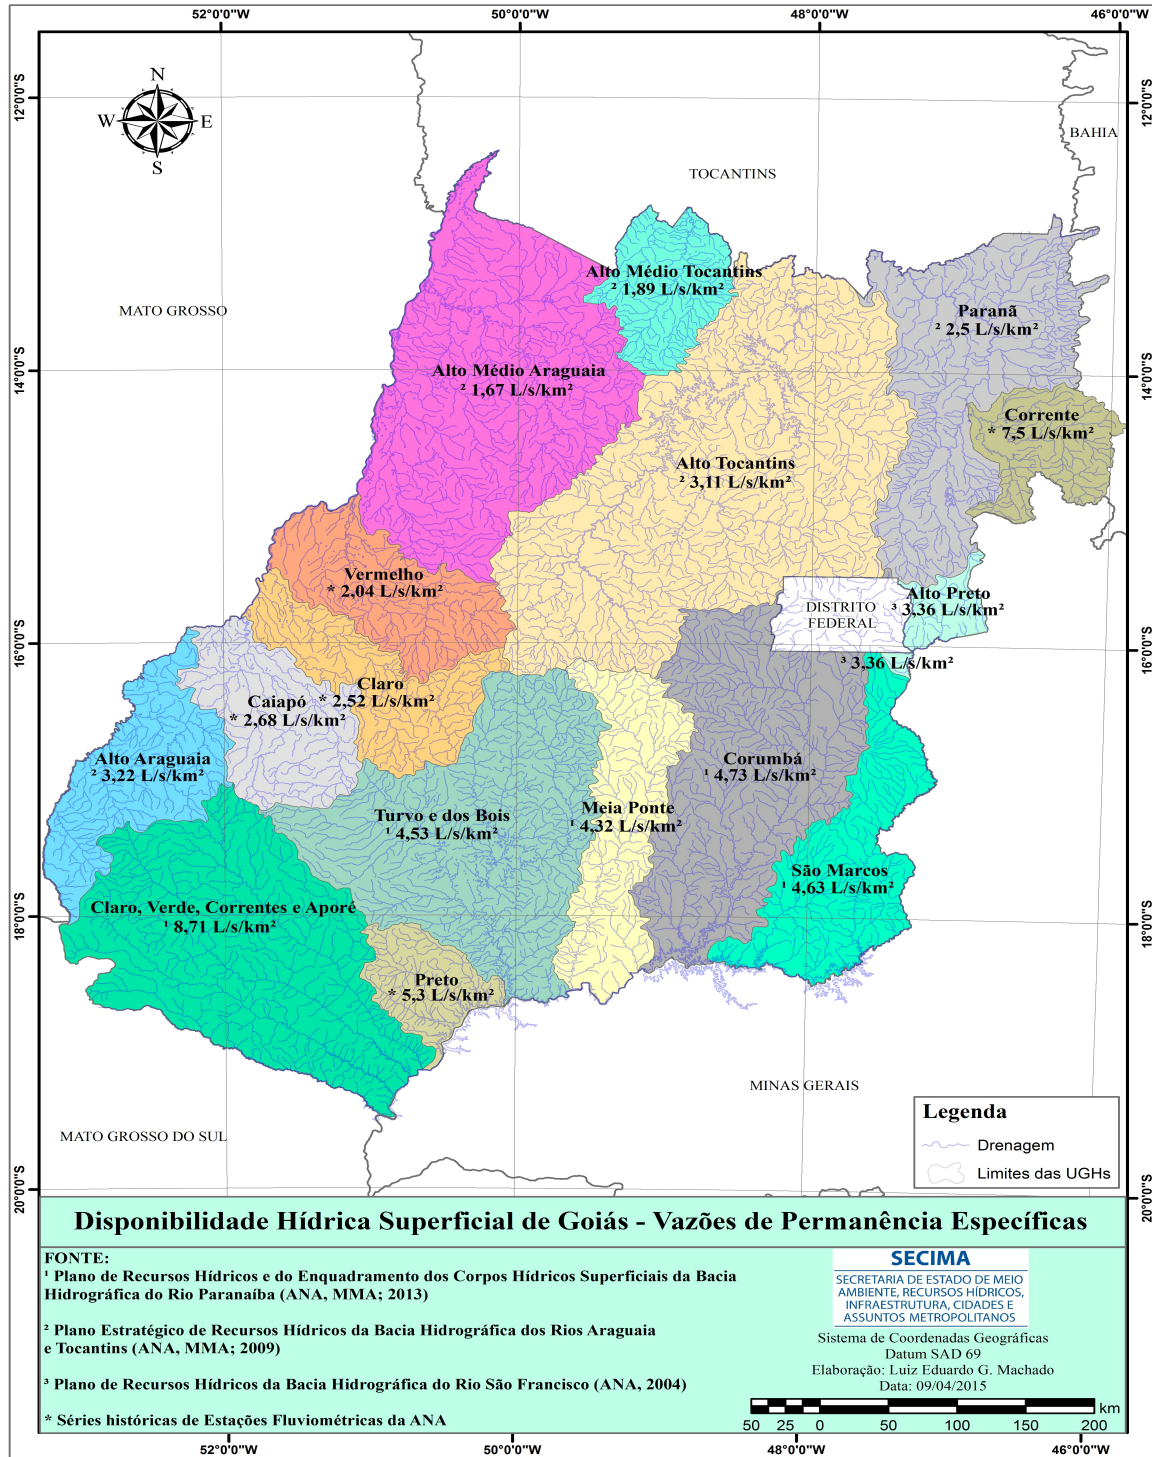 52°0'0"W
50°0'0"W
48°0'0"W
46°0'0"W
12°0'0"S
12°0'0"S
N
W
E
S
BAHIA
TOCANTINS
Alto Médio Tocantins
² 1,89 L/s/km²
MATO GROSSO
Paranã
² 2,5 L/s/km²
14°0'0"S
14°0'0"S
Alto Médio Araguaia
² 1,67 L/s/km²
Corrente
* 7,5 L/s/km²
Alto Tocantins
² 3,11 L/s/km²
Vermelho
* 2,04 L/s/km²
Alto Preto
³ 3,36 L/s/km²
DISTRITO
FEDERAL
16°0'0"S
16°0'0"S
³ 3,36 L/s/km²
Claro
* 2,52 L/s/km²
Caiapó
* 2,68 L/s/km²
Alto Araguaia
² 3,22 L/s/km²
Corumbá
¹ 4,73 L/s/km²
Turvo e dos Bois
¹ 4,53 L/s/km²
Meia Ponte
¹ 4,32 L/s/km²
São Marcos
¹ 4,63 L/s/km²
Claro, Verde, Correntes e Aporé
¹ 8,71 L/s/km²
18°0'0"S
18°0'0"S
Preto
* 5,3 L/s/km²
MINAS GERAIS
MATO GROSSO DO SUL
Legenda
Drenagem
Limites das UGHs
20°0'0"S
20°0'0"S
Disponibilidade Hídrica Superficial de Goiás - Vazões de Permanência Específicas
FONTE:
¹ Plano de Recursos Hídricos e do Enquadramento dos Corpos Hídricos Superficiais da Bacia
Hidrográfica do Rio Paranaíba (ANA, MMA; 2013)
² Plano Estratégico de Recursos Hídricos da Bacia Hidrográfica dos Rios Araguaia
e Tocantins (ANA, MMA; 2009)
³ Plano de Recursos Hídricos da Bacia Hidrográfica do Rio São Francisco (ANA, 2004)
* Séries históricas de Estações Fluviométricas da ANA
SECIMA
SECRETARIA DE ESTADO DE MEIO
AMBIENTE, RECURSOS HÍDRICOS,
INFRAESTRUTURA, CIDADES E
ASSUNTOS METROPOLITANOS
Sistema de Coordenadas Geográficas
Datum SAD 69
Elaboração: Luiz Eduardo G. Machado
Data: 09/04/2015
km
50 25 0 50 100 150 200
52°0'0"W
50°0'0"W
48°0'0"W
46°0'0"W